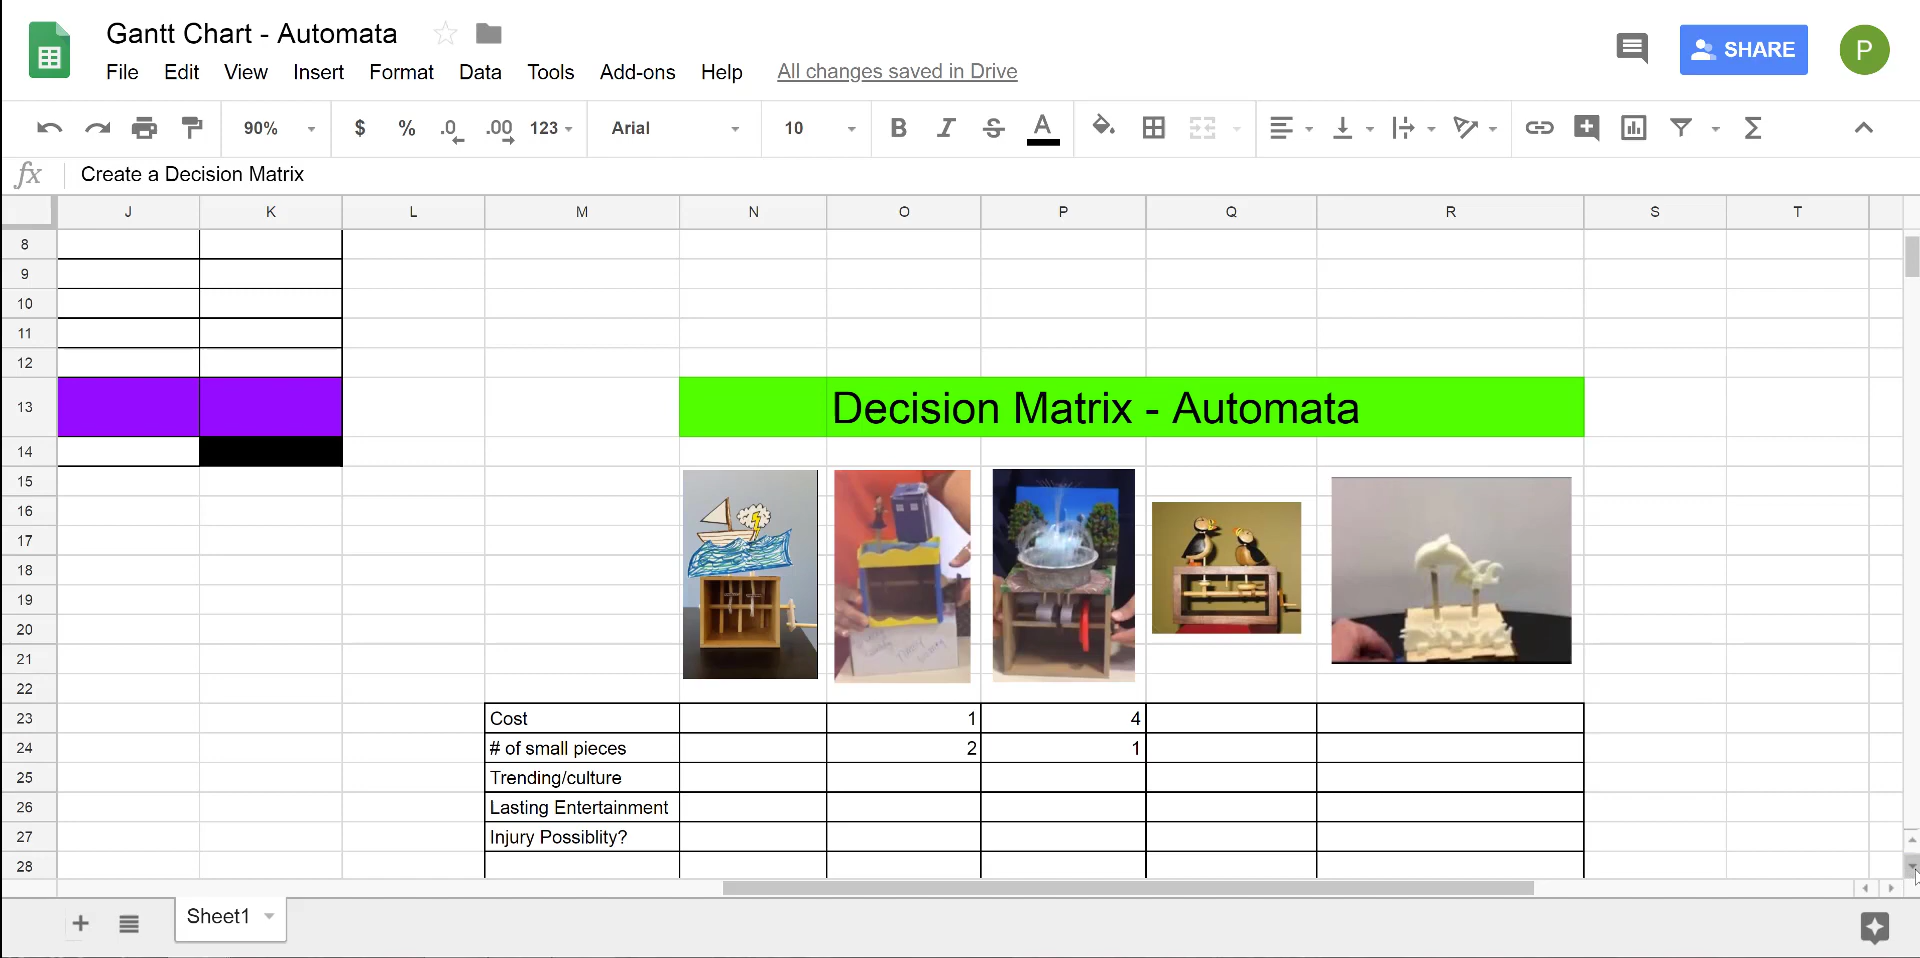 Gantt Chart - Automata
File Edit View Insert Format Data Tools Add-ons Help All changes saved in Drive
SHARE
P
90% $ % .0 .00 123 Arial 10 B I S A Σ
fx Create a Decision Matrix
J K L M N O P Q R S T
8
9
10
11
12
13 Decision Matrix - Automata
14
15
16
17
18
19
20
21
22
23 Cost 1 4
24 # of small pieces 2 1
25 Trending/culture
26 Lasting Entertainment
27 Injury Possiblity?
28
Sheet1